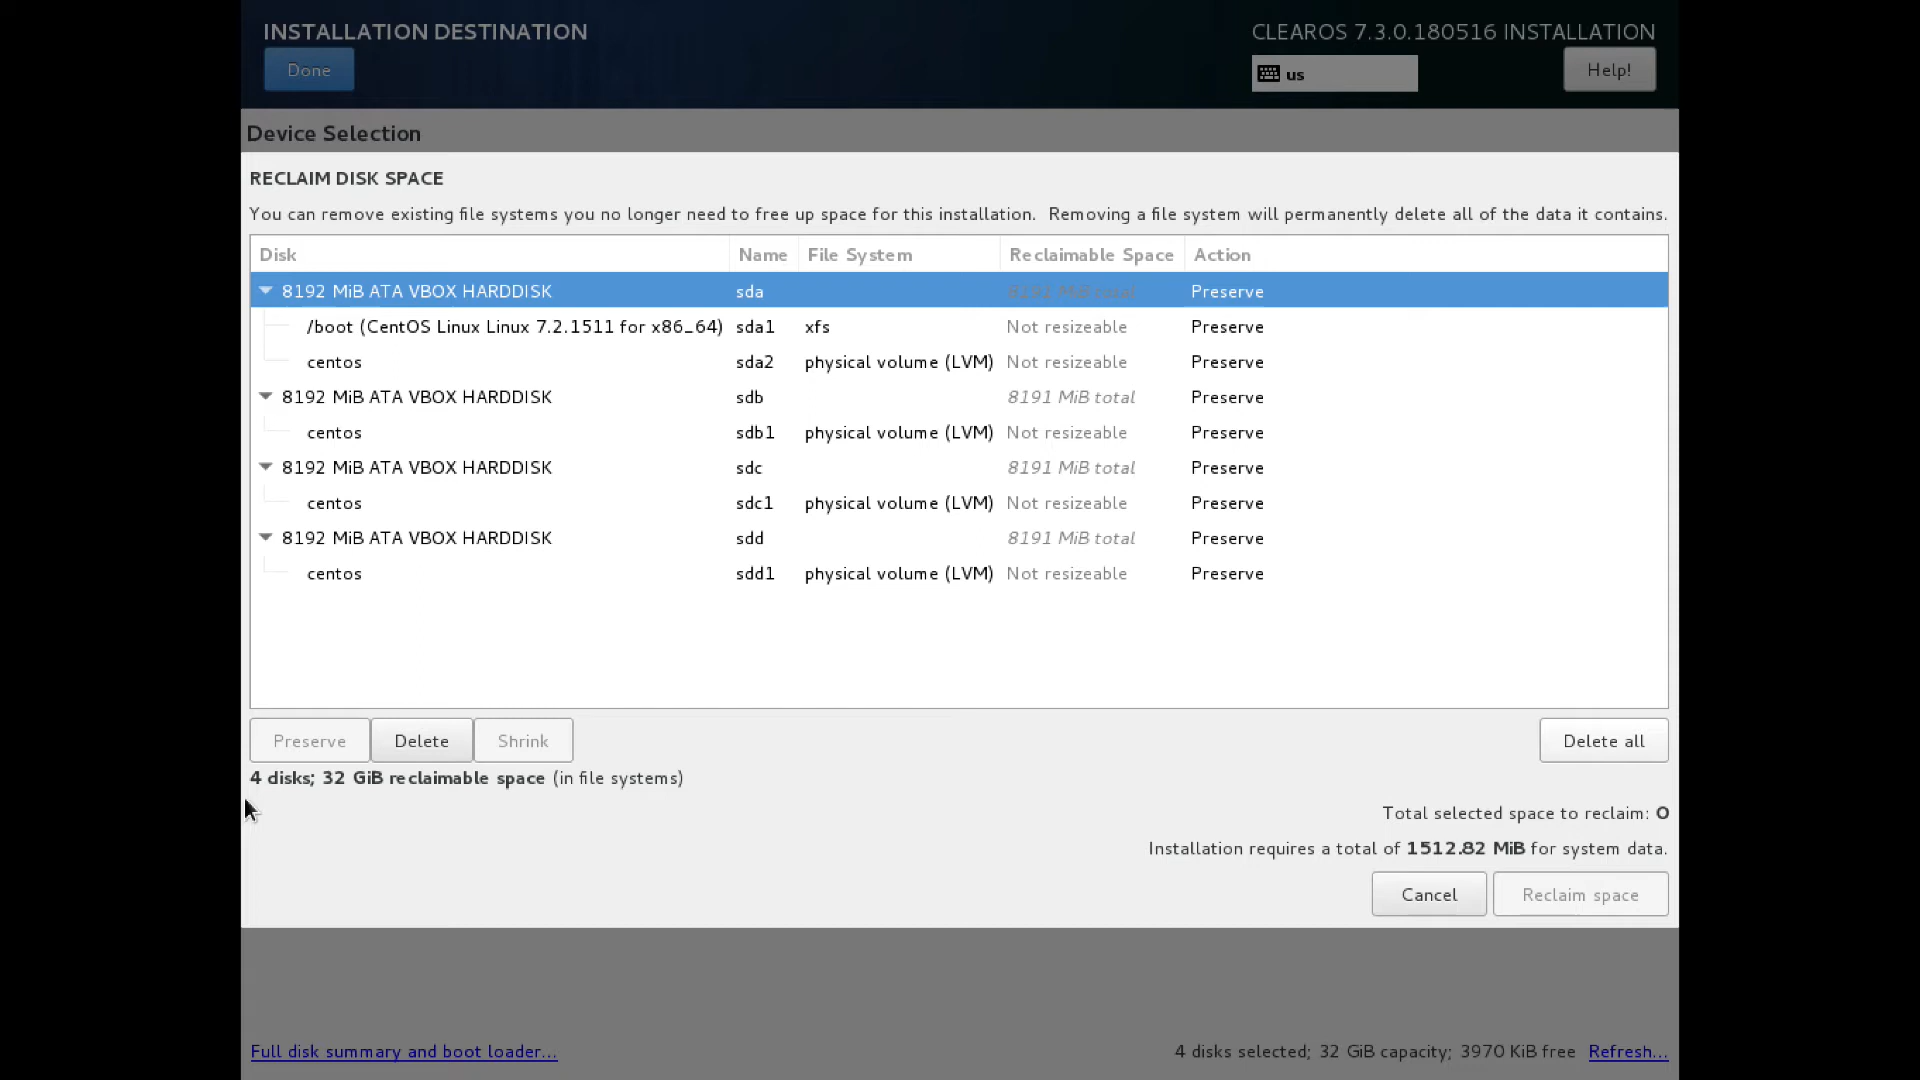 INSTALLATION DESTINATION
CLEAROS 7.3.0.180516 INSTALLATION
Done
us
Help!
Device Selection
RECLAIM DISK SPACE
You can remove existing file systems you no longer need to free up space for this installation. Removing a file system will permanently delete all of the data it contains.
Disk Name File System Reclaimable Space Action
8192 MiB ATA VBOX HARDDISK sda 8191 MiB total Preserve
/boot (CentOS Linux Linux 7.2.1511 for x86_64) sda1 xfs Not resizeable Preserve
centos sda2 physical volume (LVM) Not resizeable Preserve
8192 MiB ATA VBOX HARDDISK sdb 8191 MiB total Preserve
centos sdb1 physical volume (LVM) Not resizeable Preserve
8192 MiB ATA VBOX HARDDISK sdc 8191 MiB total Preserve
centos sdc1 physical volume (LVM) Not resizeable Preserve
8192 MiB ATA VBOX HARDDISK sdd 8191 MiB total Preserve
centos sdd1 physical volume (LVM) Not resizeable Preserve
Preserve Delete Shrink Delete all
4 disks; 32 GiB reclaimable space (in file systems)
Total selected space to reclaim: 0
Installation requires a total of 1512.82 MiB for system data.
Cancel Reclaim space
Full disk summary and boot loader...
4 disks selected; 32 GiB capacity; 3970 KiB free Refresh...